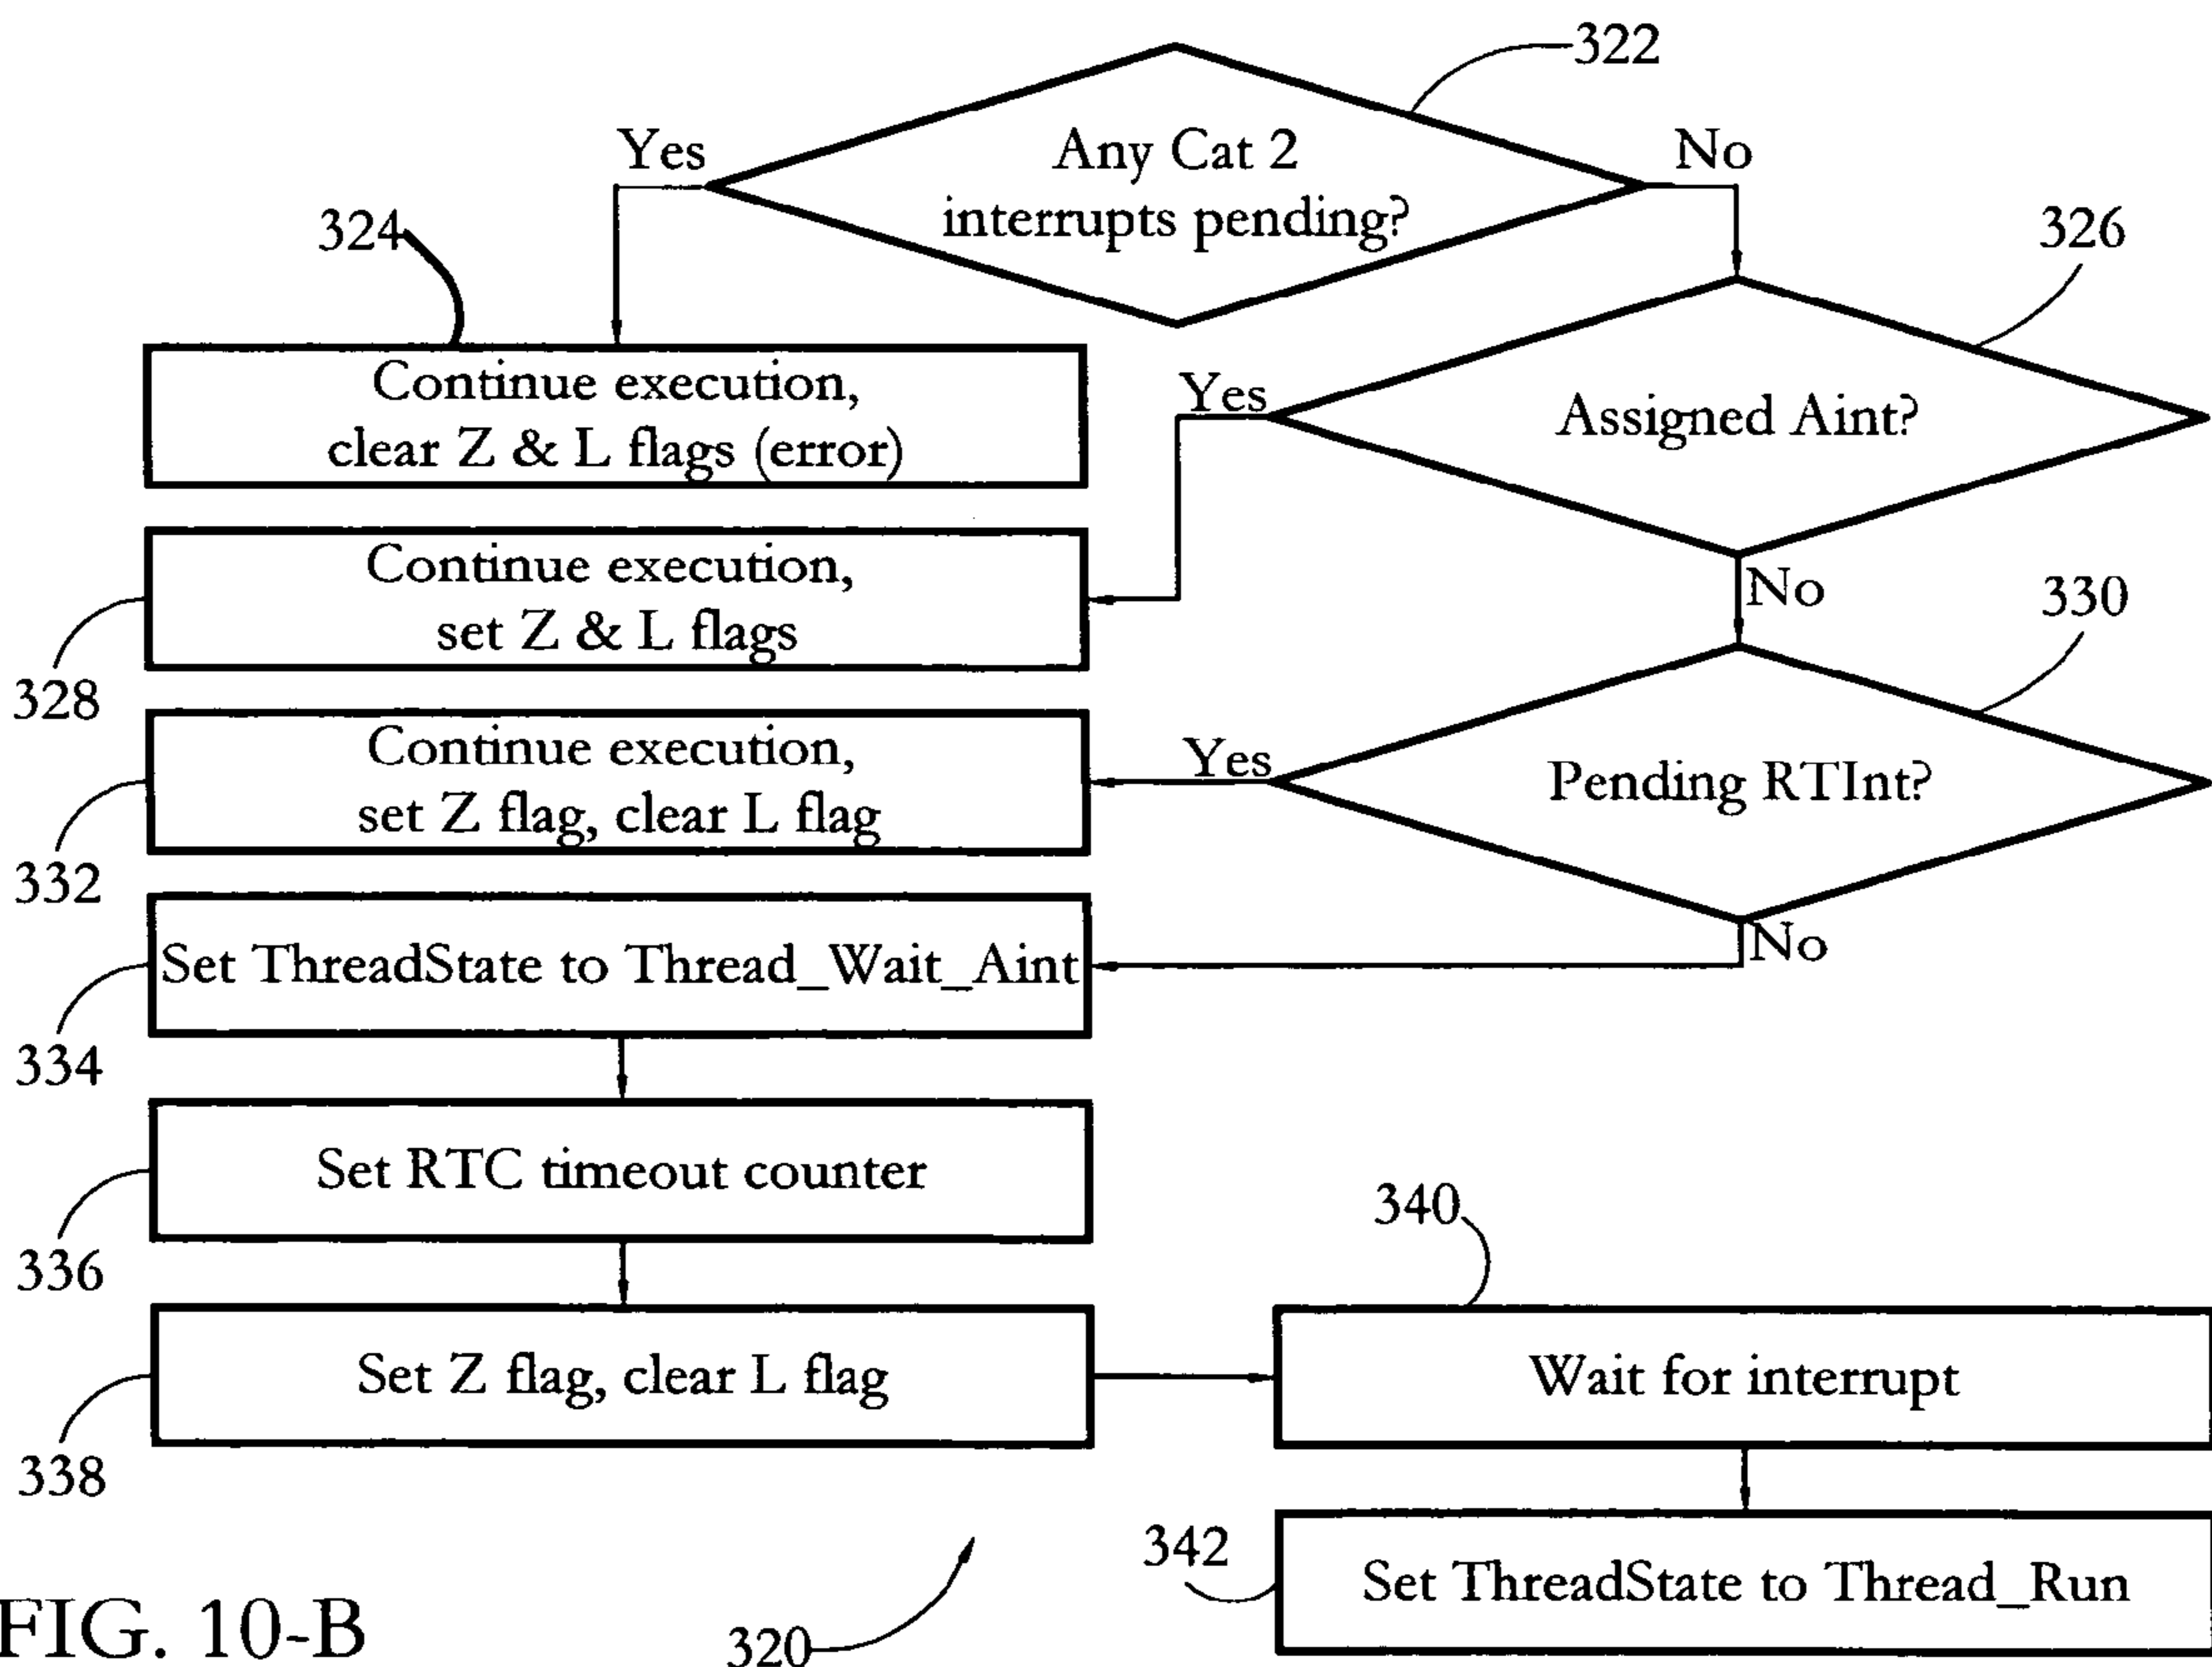 322
Any Cat 2
interrupts pending?
Yes
No
324
326
Continue execution,
clear Z & L flags (error)
Yes
Assigned Aint?
Continue execution,
set Z & L flags
No
328
330
Continue execution,
set Z flag, clear L flag
Yes
Pending RTInt?
332
No
Set ThreadState to Thread_Wait_Aint
334
Set RTC timeout counter
336
340
Set Z flag, clear L flag
Wait for interrupt
338
342
Set ThreadState to Thread_Run
FIG. 10-B
320